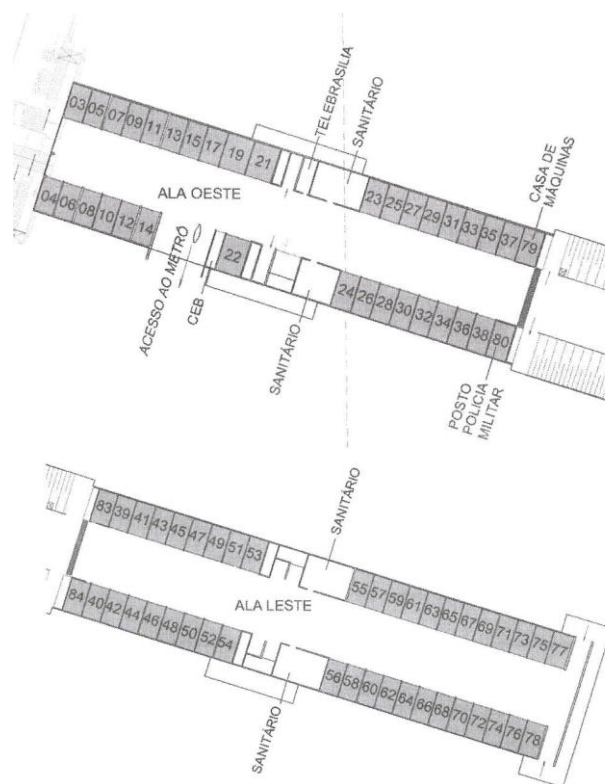 TELEBRASILIA
SANITÁRIO
03 05 07 09 11 13 15 17 19 21
CASA DE
MÁQUINAS
23 25 27 29 31 33 35 37 79
ALA OESTE
04 06 08 10 12 14
22
ACESSO AO METRÔ
CEB
24 26 28 30 32 34 36 38 80
SANITÁRIO
POSTO
POLICIA
MILITAR
SANITÁRIO
83 39 41 43 45 47 49 51 53
55 57 59 61 63 65 67 69 71 73 75 77
ALA LESTE
84 40 42 44 46 48 50 52 54
56 58 60 62 64 66 68 70 72 74 76 78
SANITÁRIO